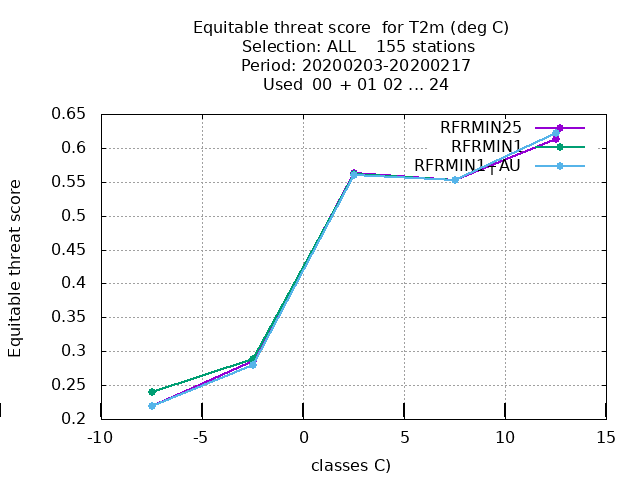 Equitable threat score  for T2m (deg C)
Selection: ALL    155 stations
Period: 20200203-20200217
Used  00 + 01 02 ... 24
0.65
0.6
0.55
0.5
0.45
0.4
0.35
0.3
0.25
0.2
-10
-5
0
5
10
15
Equitable threat score
classes C)
RFRMIN25
RFRMIN1
RFRMIN1+AU